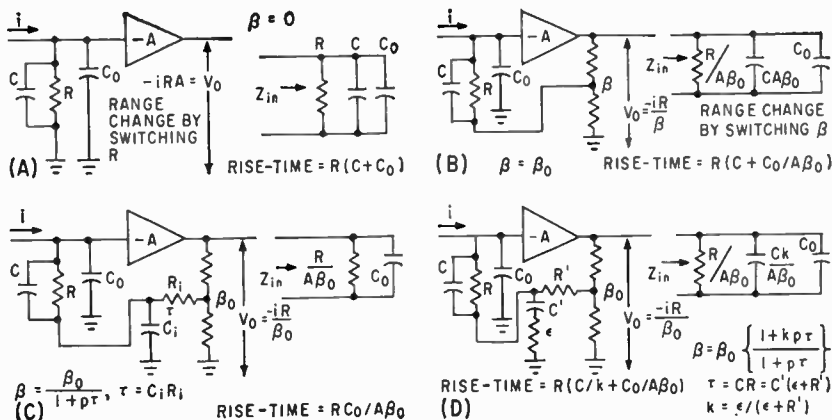 i
-A
β=0
C
R
C₀
-iRA=V₀
RANGE
CHANGE BY
SWITCHING
R
R C C₀
Zin
(A)
RISE-TIME = R(C+C₀)
i
-A
C
R
C₀
β
V₀=-iR/β
Zin
R/Aβ₀
CAβ₀
C₀
RANGE CHANGE
BY SWITCHING β
(B)
β = β₀
RISE-TIME = R(C + C₀/Aβ₀)
i
-A
C
R
C₀
Ri
τ
Ci
β₀
V₀=-iR/β₀
Zin
R/Aβ₀
C₀
β = β₀/1+pτ, τ = CiRi
(C)
RISE-TIME = RC₀/Aβ₀
i
-A
C
R
C₀
R'
C'
ϵ
β₀
V₀=-iR/β₀
Zin
R/Aβ₀
Ck/Aβ₀
C₀
β=β₀{1+kpτ/1+pτ}
RISE-TIME = R(C/k + C₀/Aβ₀)
τ = CR = C'(ϵ+R')
(D)
k = ϵ/(ϵ+R')